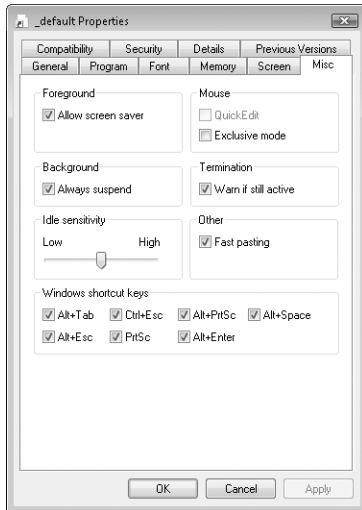 _default Properties
Compatibility Security Details Previous Versions
General Program Font Memory Screen Misc
Foreground Mouse
Allow screen saver QuickEdit
Exclusive mode
Background Termination
Always suspend Warn if still active
Idle sensitivity Other
Low High Fast pasting
Windows shortcut keys
Alt+Tab Ctrl+Esc Alt+PrtSc Alt+Space
Alt+Esc PrtSc Alt+Enter
OK Cancel Apply